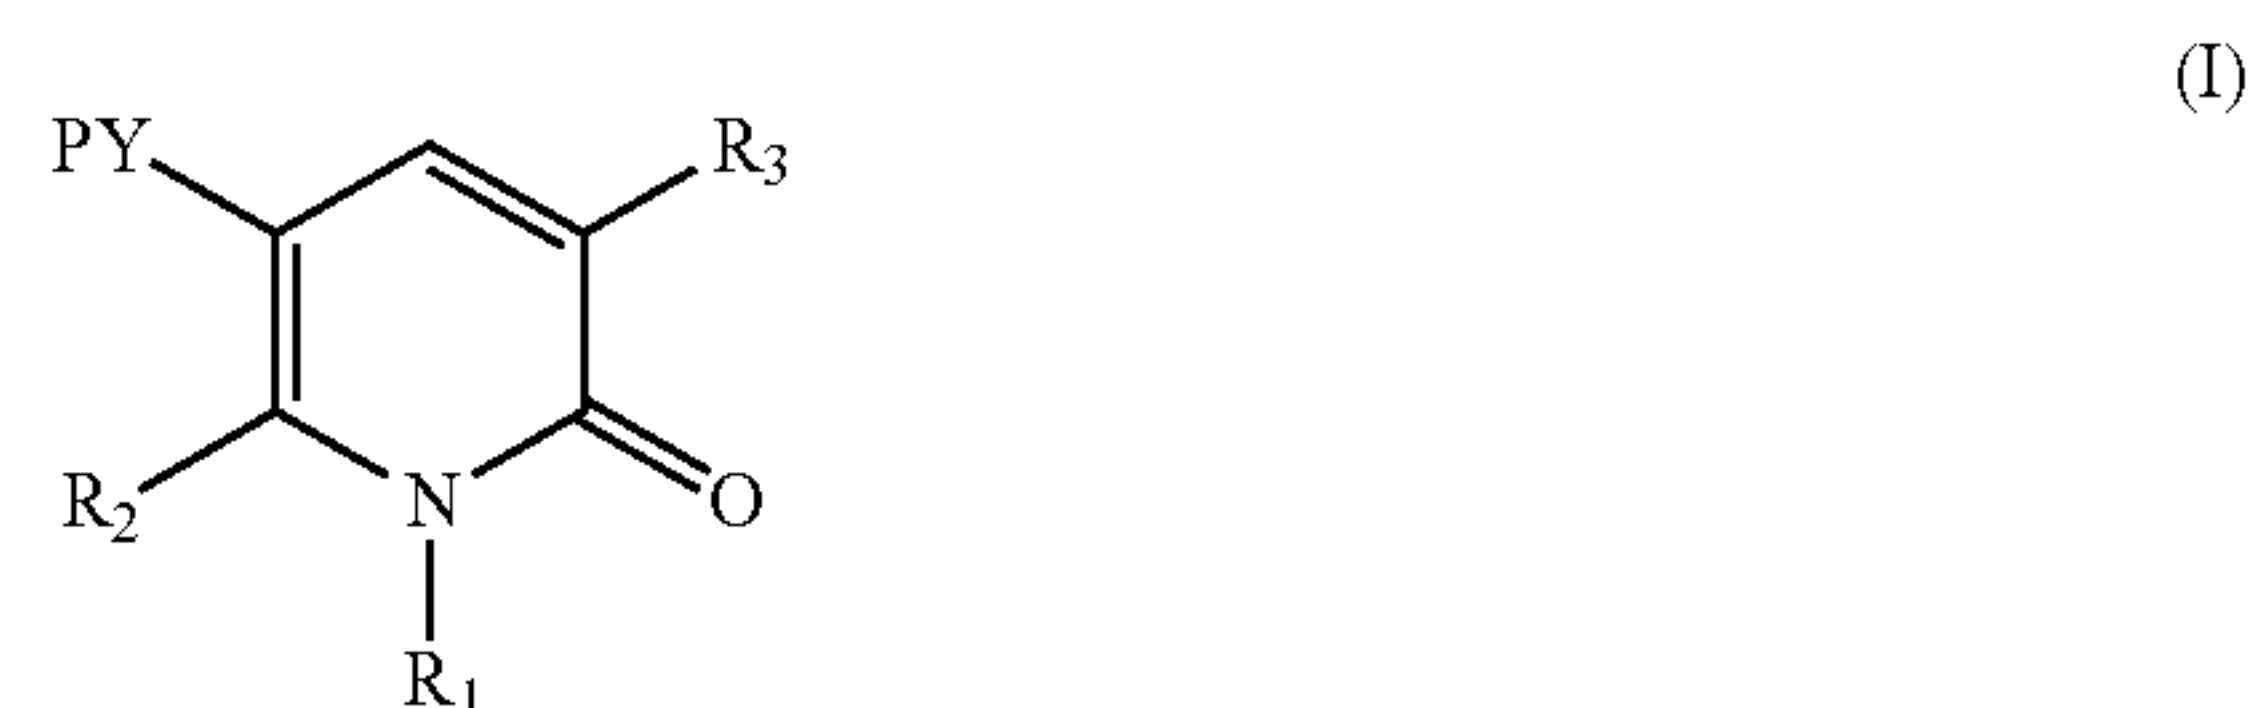 (I)
PY R₃
R₂ N O
R₁